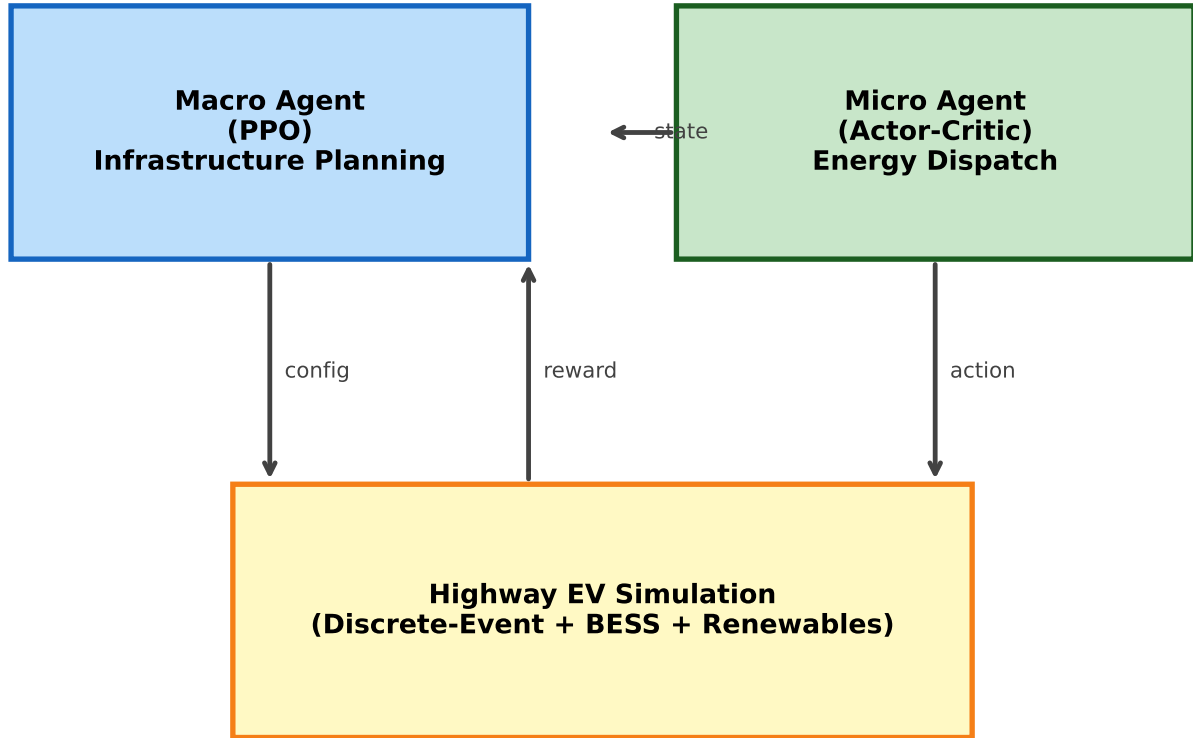 Macro Agent
(PPO)
Infrastructure Planning
state
Micro Agent
(Actor-Critic)
Energy Dispatch
config
reward
action
Highway EV Simulation
(Discrete-Event + BESS + Renewables)